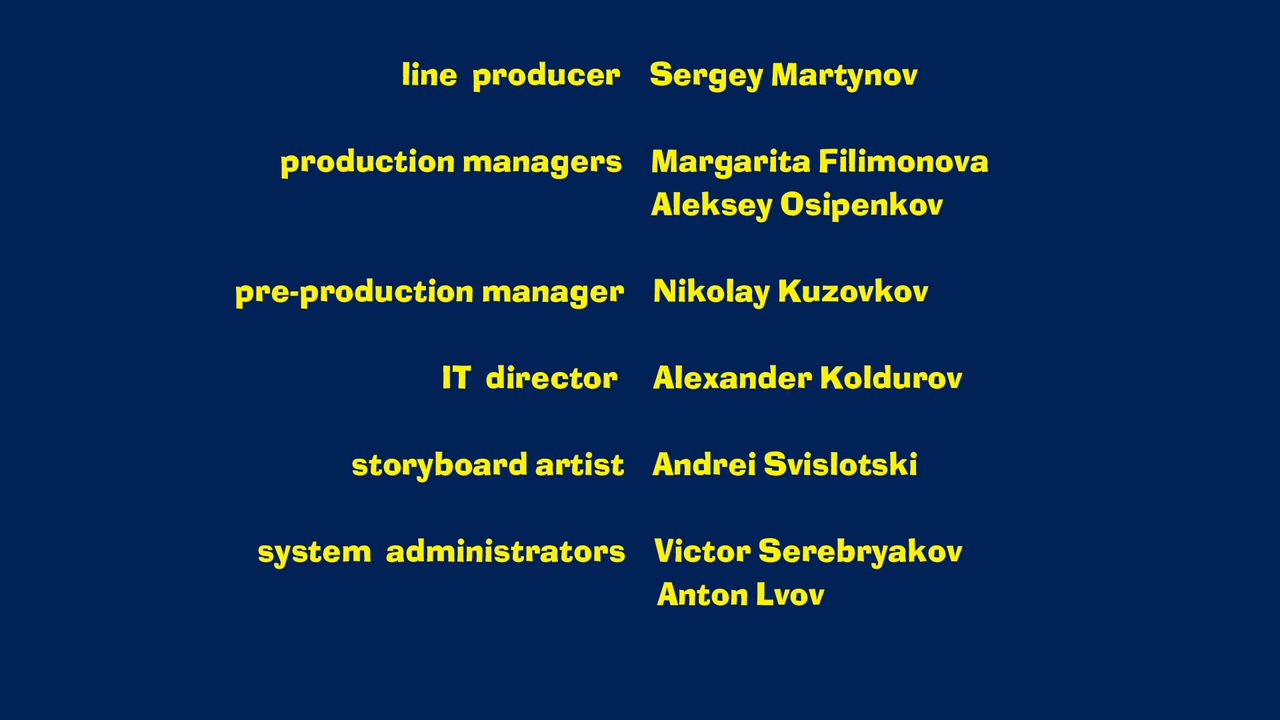 line producer Sergey Martynov
production managers Margarita Filimonova
Aleksey Osipenkov
pre-production manager Nikolay Kuzovkov
IT director Alexander Koldurov
storyboard artist Andrei Svislotski
system administrators Victor Serebryakov
Anton Lvov